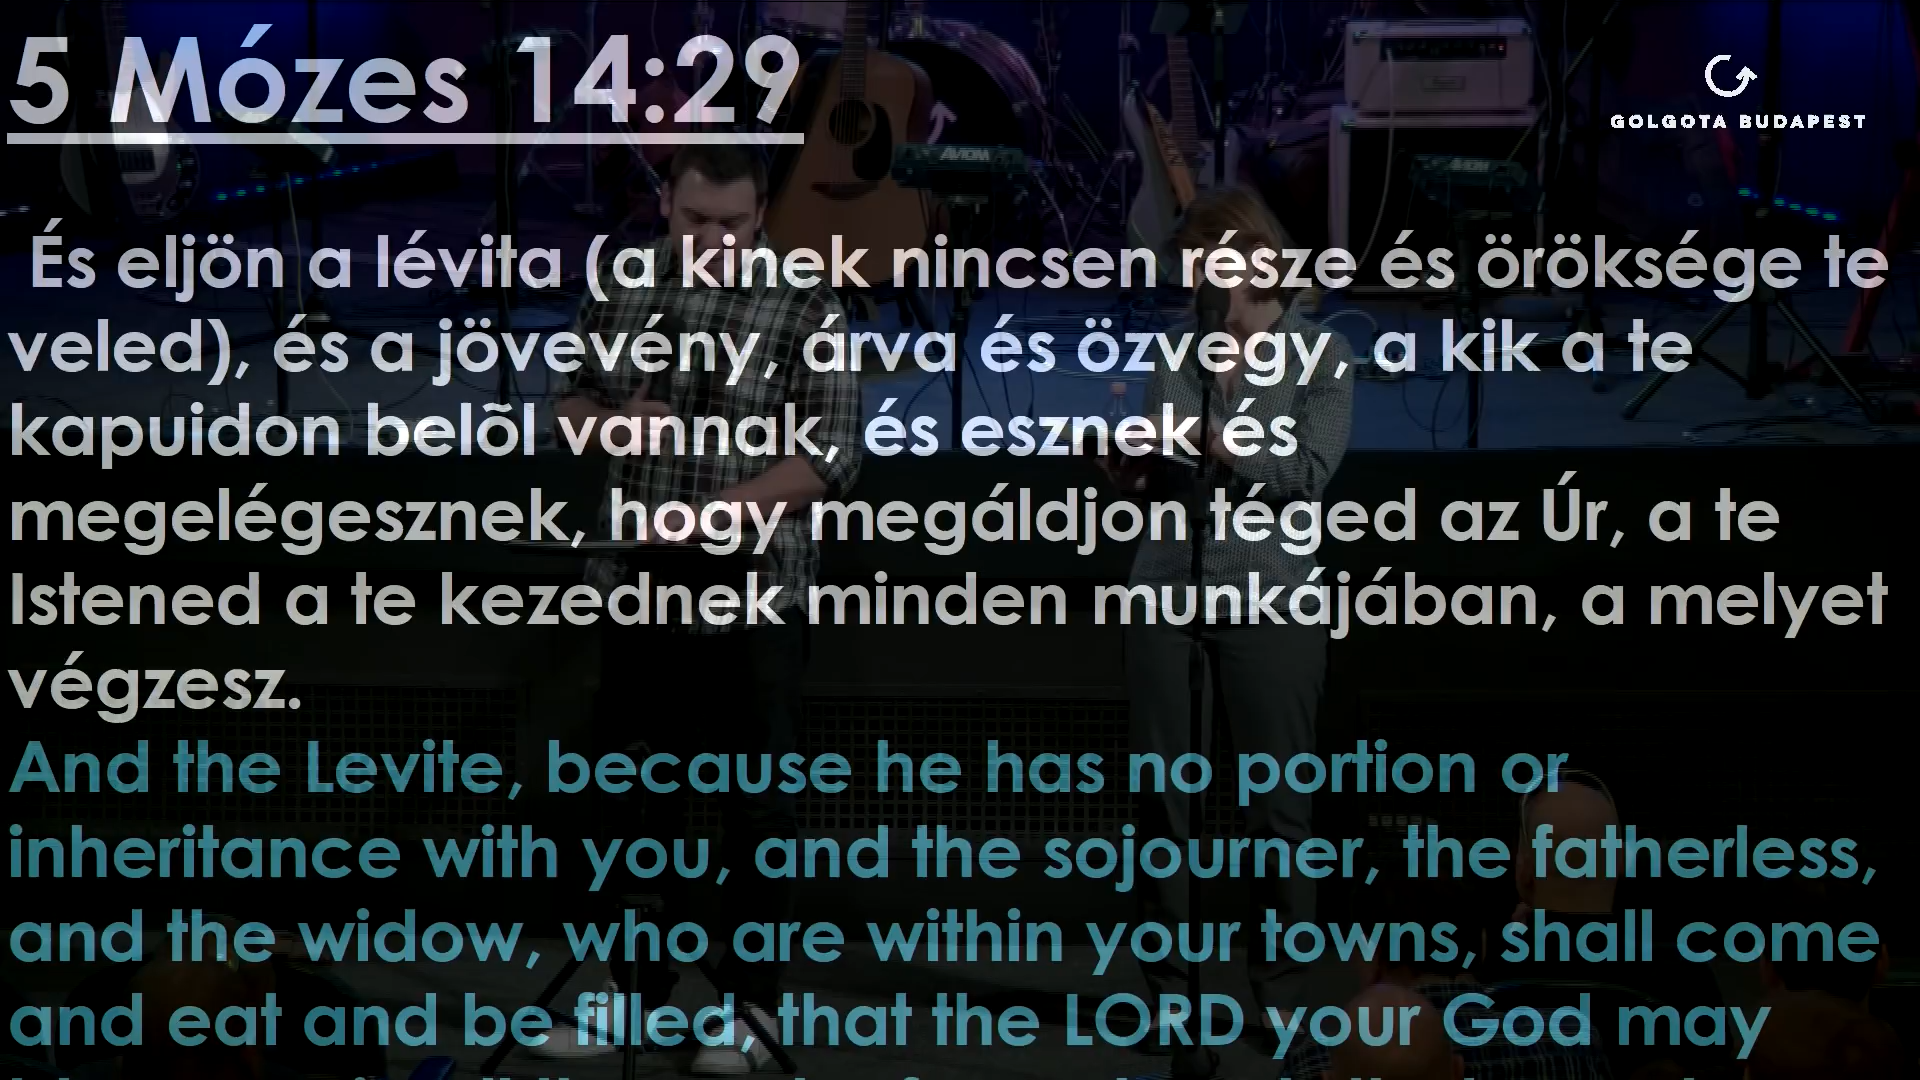 5 Mózes 14:29
GOLGOTA BUDAPEST
AVIOM
És eljön a lévita (a kinek nincsen része és öröksége te
veled), és a jövevény, árva és özvegy, a kik a te
kapuidon belõl vannak, és esznek és
megelégesznek, hogy megáldjon téged az Úr, a te
Istened a te kezednek minden munkájában, a melyet
végzesz.
And the Levite, because he has no portion or
inheritance with you, and the sojourner, the fatherless,
and the widow, who are within your towns, shall come
and eat and be filled, that the LORD your God may